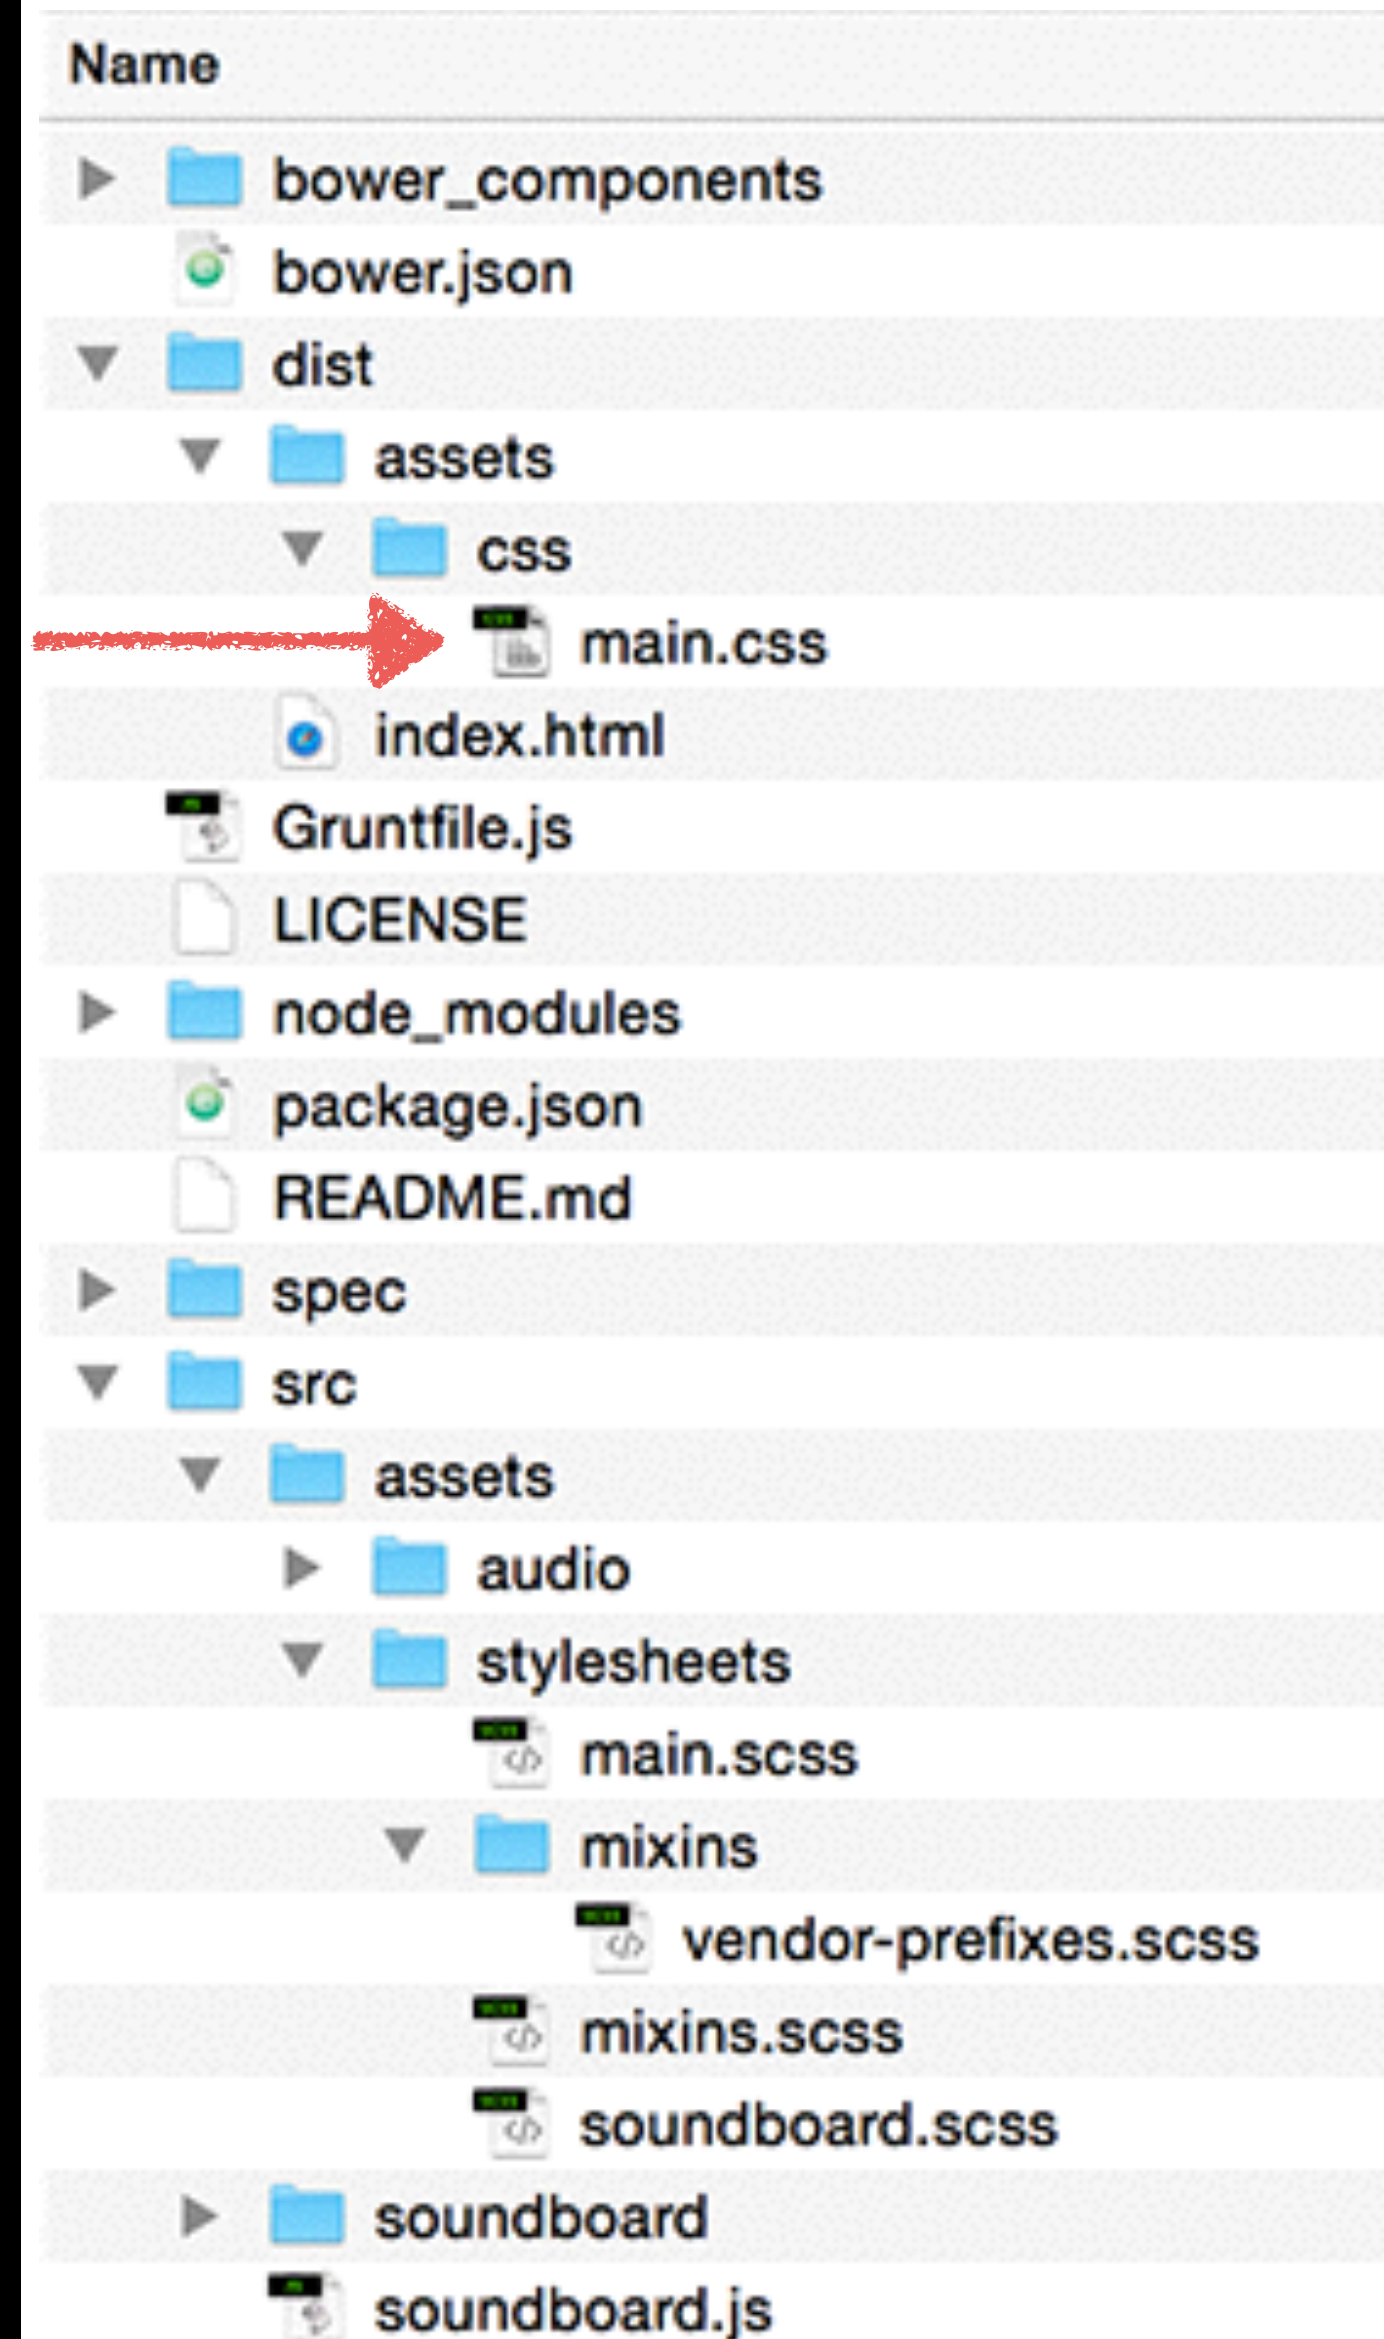 Name
bower_components
bower.json
dist
assets
css
main.css
index.html
Gruntfile.js
LICENSE
node_modules
package.json
README.md
spec
src
assets
audio
stylesheets
main.scss
mixins
vendor-prefixes.scss
mixins.scss
soundboard.scss
soundboard
soundboard.js